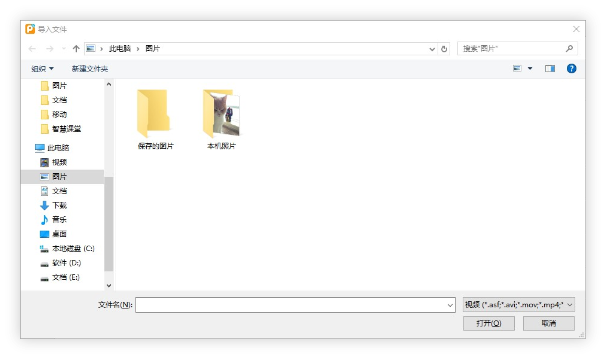 导入文件
此电脑 › 图片
搜索"图片"
组织 新建文件夹
图片
文档
移动
智慧课堂
此电脑
视频
图片
文档
下载
音乐
桌面
本地磁盘 (C:)
软件 (D:)
文档 (E:)
保存的图片
本机照片
文件名(N):
视频 (*.asf;*.avi;*.mov;*.mp4;*
打开(O) 取消